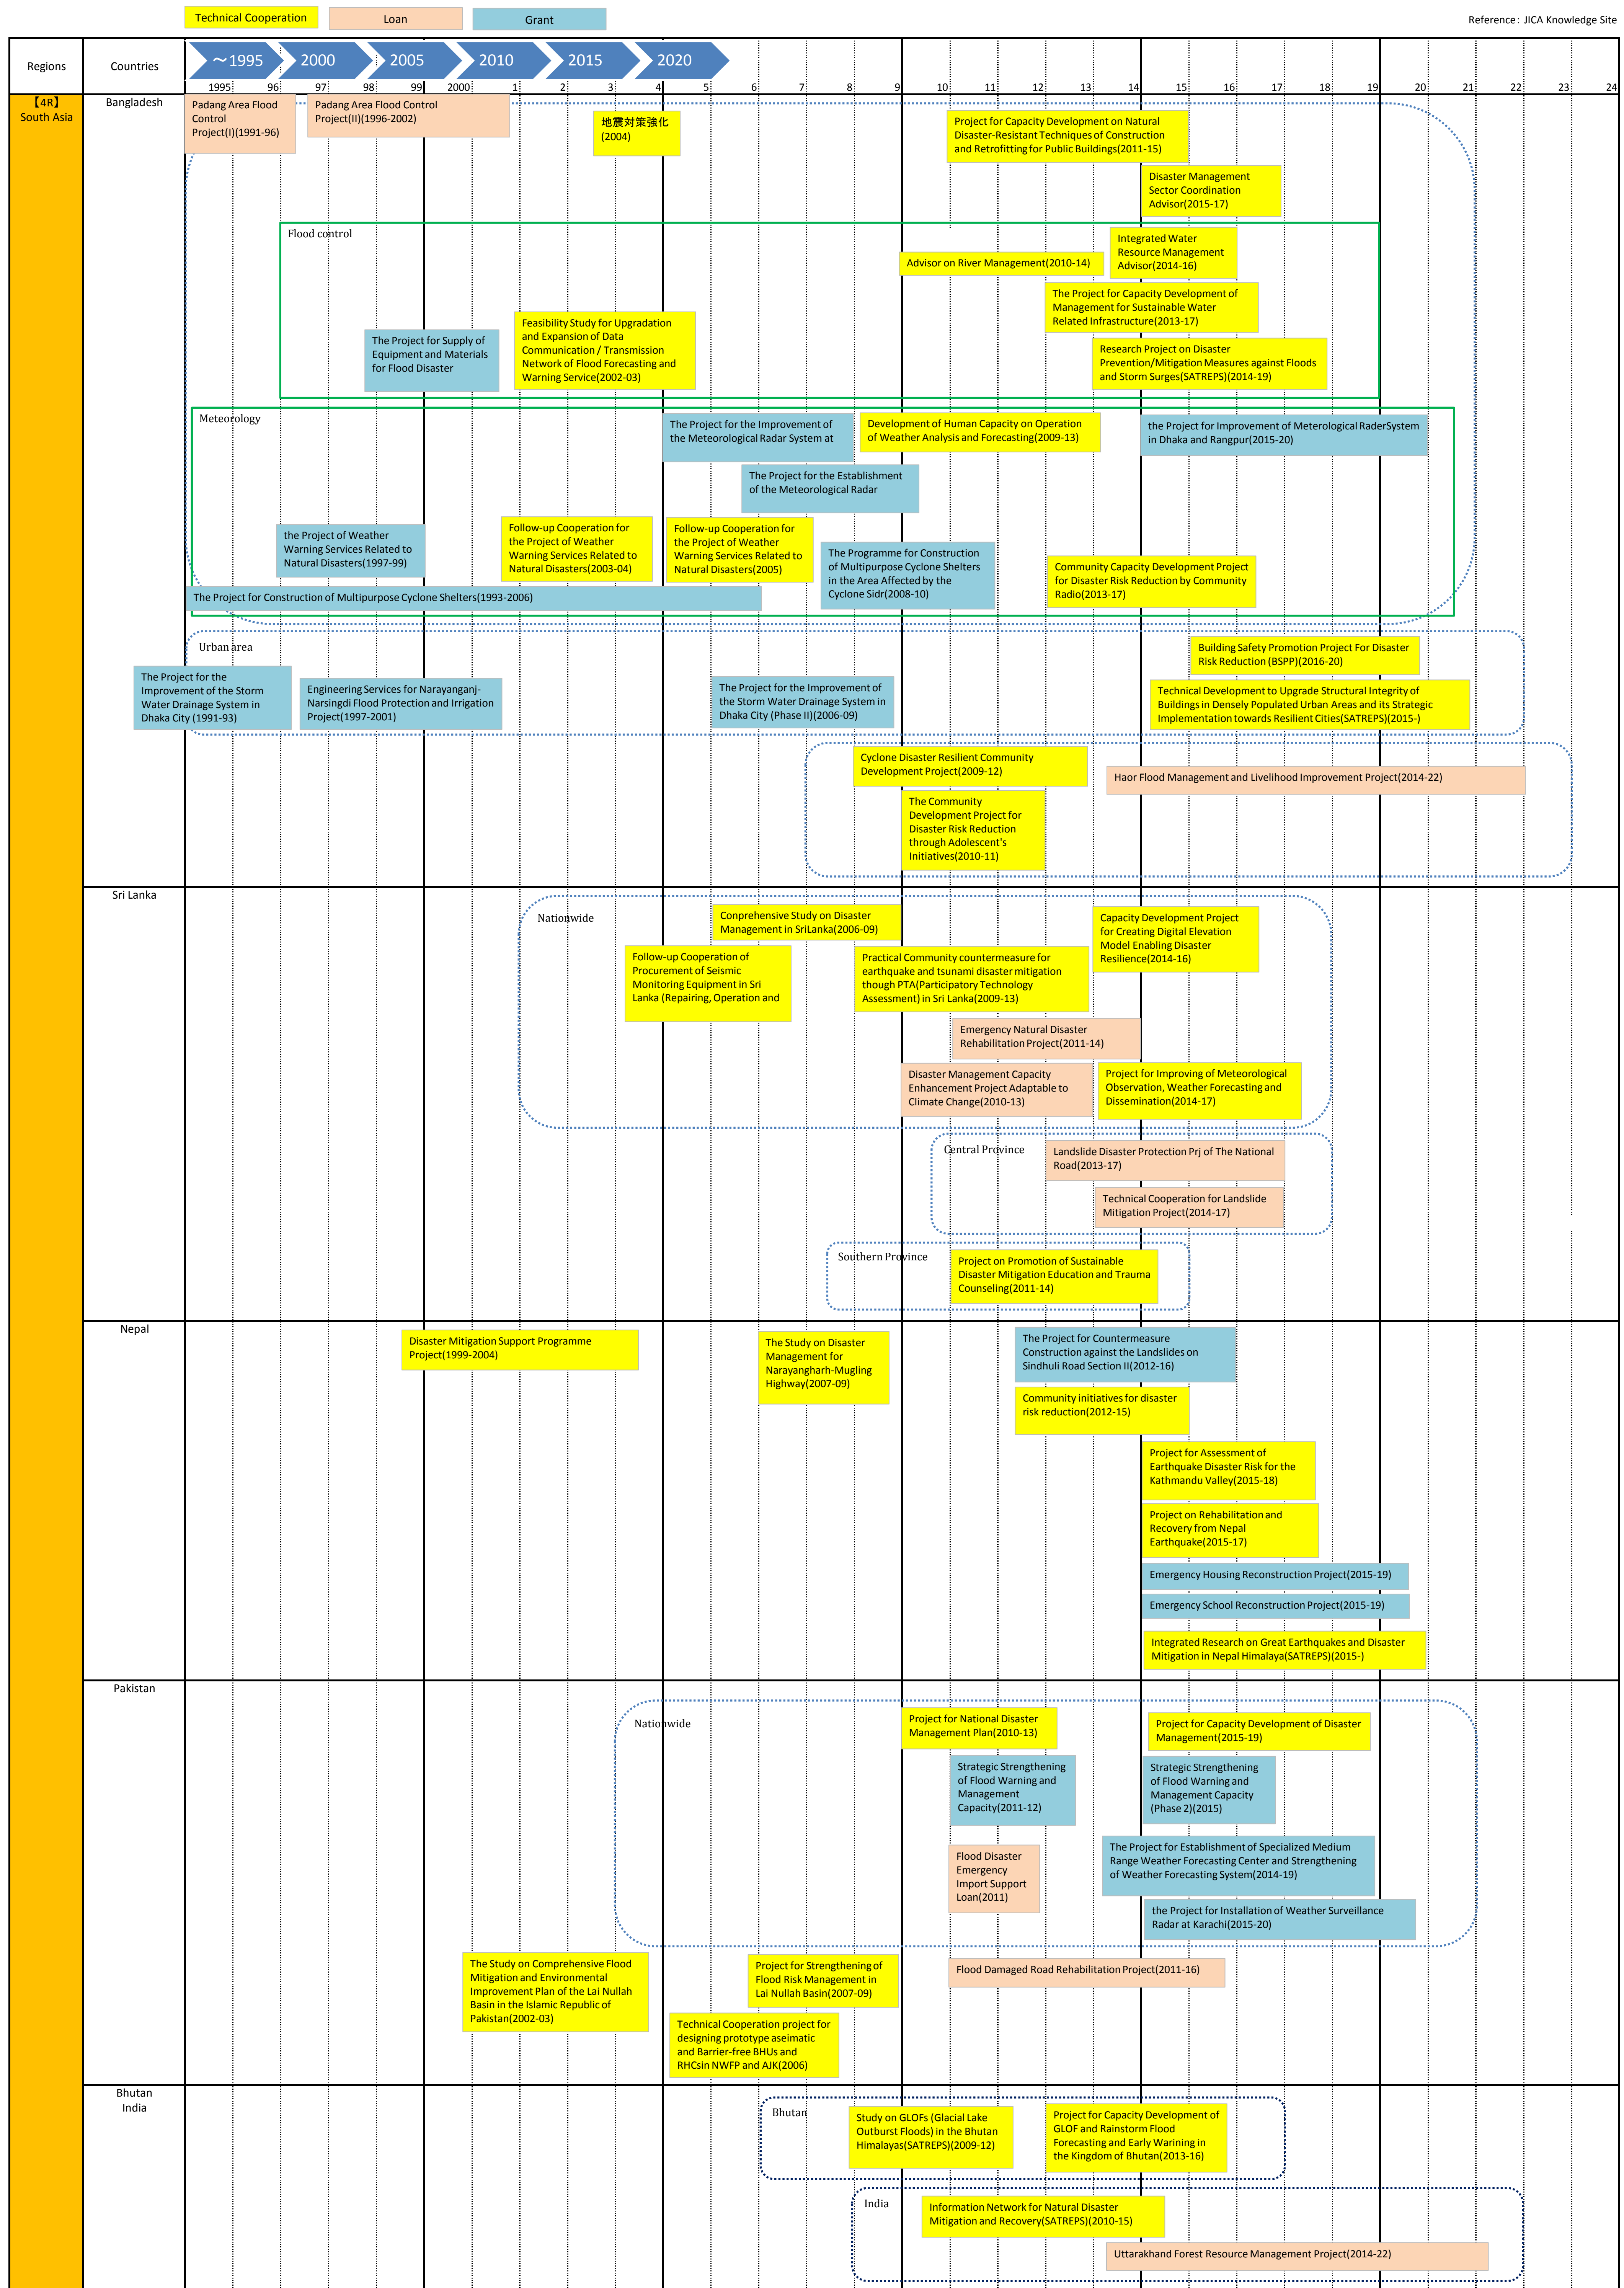 Technical Cooperation
Loan
Grant
Reference: JICA Knowledge Site
Regions
Countries
～1995
2000
2005
2010
2015
2020
1995
96
97
98
99
2000
1
2
3
4
5
6
7
8
9
10
11
12
13
14
15
16
17
18
19
20
21
22
23
24
【4R】
South Asia
Bangladesh
Padang Area Flood
Control
Project(I)(1991-96)
Padang Area Flood Control
Project(II)(1996-2002)
地震対策強化
(2004)
Project for Capacity Development on Natural
Disaster-Resistant Techniques of Construction
and Retrofitting for Public Buildings(2011-15)
Disaster Management
Sector Coordination
Advisor(2015-17)
Flood control
Advisor on River Management(2010-14)
Integrated Water
Resource Management
Advisor(2014-16)
The Project for Capacity Development of
Management for Sustainable Water
Related Infrastructure(2013-17)
The Project for Supply of
Equipment and Materials
for Flood Disaster
Feasibility Study for Upgradation
and Expansion of Data
Communication / Transmission
Network of Flood Forecasting and
Warning Service(2002-03)
Research Project on Disaster
Prevention/Mitigation Measures against Floods
and Storm Surges(SATREPS)(2014-19)
Meteorology
The Project for the Improvement of
the Meteorological Radar System at
Development of Human Capacity on Operation
of Weather Analysis and Forecasting(2009-13)
the Project for Improvement of Meterological RaderSystem
in Dhaka and Rangpur(2015-20)
The Project for the Establishment
of the Meteorological Radar
the Project of Weather
Warning Services Related to
Natural Disasters(1997-99)
Follow-up Cooperation for
the Project of Weather
Warning Services Related to
Natural Disasters(2003-04)
Follow-up Cooperation for
the Project of Weather
Warning Services Related to
Natural Disasters(2005)
The Programme for Construction
of Multipurpose Cyclone Shelters
in the Area Affected by the
Cyclone Sidr(2008-10)
Community Capacity Development Project
for Disaster Risk Reduction by Community
Radio(2013-17)
The Project for Construction of Multipurpose Cyclone Shelters(1993-2006)
Urban area
Building Safety Promotion Project For Disaster
Risk Reduction (BSPP)(2016-20)
The Project for the
Improvement of the Storm
Water Drainage System in
Dhaka City (1991-93)
Engineering Services for Narayanganj-
Narsingdi Flood Protection and Irrigation
Project(1997-2001)
The Project for the Improvement of
the Storm Water Drainage System in
Dhaka City (Phase II)(2006-09)
Technical Development to Upgrade Structural Integrity of
Buildings in Densely Populated Urban Areas and its Strategic
Implementation towards Resilient Cities(SATREPS)(2015-)
Cyclone Disaster Resilient Community
Development Project(2009-12)
Haor Flood Management and Livelihood Improvement Project(2014-22)
The Community
Development Project for
Disaster Risk Reduction
through Adolescent's
Initiatives(2010-11)
Sri Lanka
Nationwide
Conprehensive Study on Disaster
Management in SriLanka(2006-09)
Capacity Development Project
for Creating Digital Elevation
Model Enabling Disaster
Resilience(2014-16)
Follow-up Cooperation of
Procurement of Seismic
Monitoring Equipment in Sri
Lanka (Repairing, Operation and
Practical Community countermeasure for
earthquake and tsunami disaster mitigation
though PTA(Participatory Technology
Assessment) in Sri Lanka(2009-13)
Emergency Natural Disaster
Rehabilitation Project(2011-14)
Disaster Management Capacity
Enhancement Project Adaptable to
Climate Change(2010-13)
Project for Improving of Meteorological
Observation, Weather Forecasting and
Dissemination(2014-17)
Central Province
Landslide Disaster Protection Prj of The National
Road(2013-17)
Technical Cooperation for Landslide
Mitigation Project(2014-17)
Southern Province
Project on Promotion of Sustainable
Disaster Mitigation Education and Trauma
Counseling(2011-14)
Nepal
Disaster Mitigation Support Programme
Project(1999-2004)
The Study on Disaster
Management for
Narayangharh-Mugling
Highway(2007-09)
The Project for Countermeasure
Construction against the Landslides on
Sindhuli Road Section II(2012-16)
Community initiatives for disaster
risk reduction(2012-15)
Project for Assessment of
Earthquake Disaster Risk for the
Kathmandu Valley(2015-18)
Project on Rehabilitation and
Recovery from Nepal
Earthquake(2015-17)
Emergency Housing Reconstruction Project(2015-19)
Emergency School Reconstruction Project(2015-19)
Integrated Research on Great Earthquakes and Disaster
Mitigation in Nepal Himalaya(SATREPS)(2015-)
Pakistan
Nationwide
Project for National Disaster
Management Plan(2010-13)
Project for Capacity Development of Disaster
Management(2015-19)
Strategic Strengthening
of Flood Warning and
Management
Capacity(2011-12)
Strategic Strengthening
of Flood Warning and
Management Capacity
(Phase 2)(2015)
Flood Disaster
Emergency
Import Support
Loan(2011)
The Project for Establishment of Specialized Medium
Range Weather Forecasting Center and Strengthening
of Weather Forecasting System(2014-19)
the Project for Installation of Weather Surveillance
Radar at Karachi(2015-20)
The Study on Comprehensive Flood
Mitigation and Environmental
Improvement Plan of the Lai Nullah
Basin in the Islamic Republic of
Pakistan(2002-03)
Project for Strengthening of
Flood Risk Management in
Lai Nullah Basin(2007-09)
Flood Damaged Road Rehabilitation Project(2011-16)
Technical Cooperation project for
designing prototype aseimatic
and Barrier-free BHUs and
RHCsin NWFP and AJK(2006)
Bhutan
India
Bhutan
Study on GLOFs (Glacial Lake
Outburst Floods) in the Bhutan
Himalayas(SATREPS)(2009-12)
Project for Capacity Development of
GLOF and Rainstorm Flood
Forecasting and Early Warining in
the Kingdom of Bhutan(2013-16)
India
Information Network for Natural Disaster
Mitigation and Recovery(SATREPS)(2010-15)
Uttarakhand Forest Resource Management Project(2014-22)